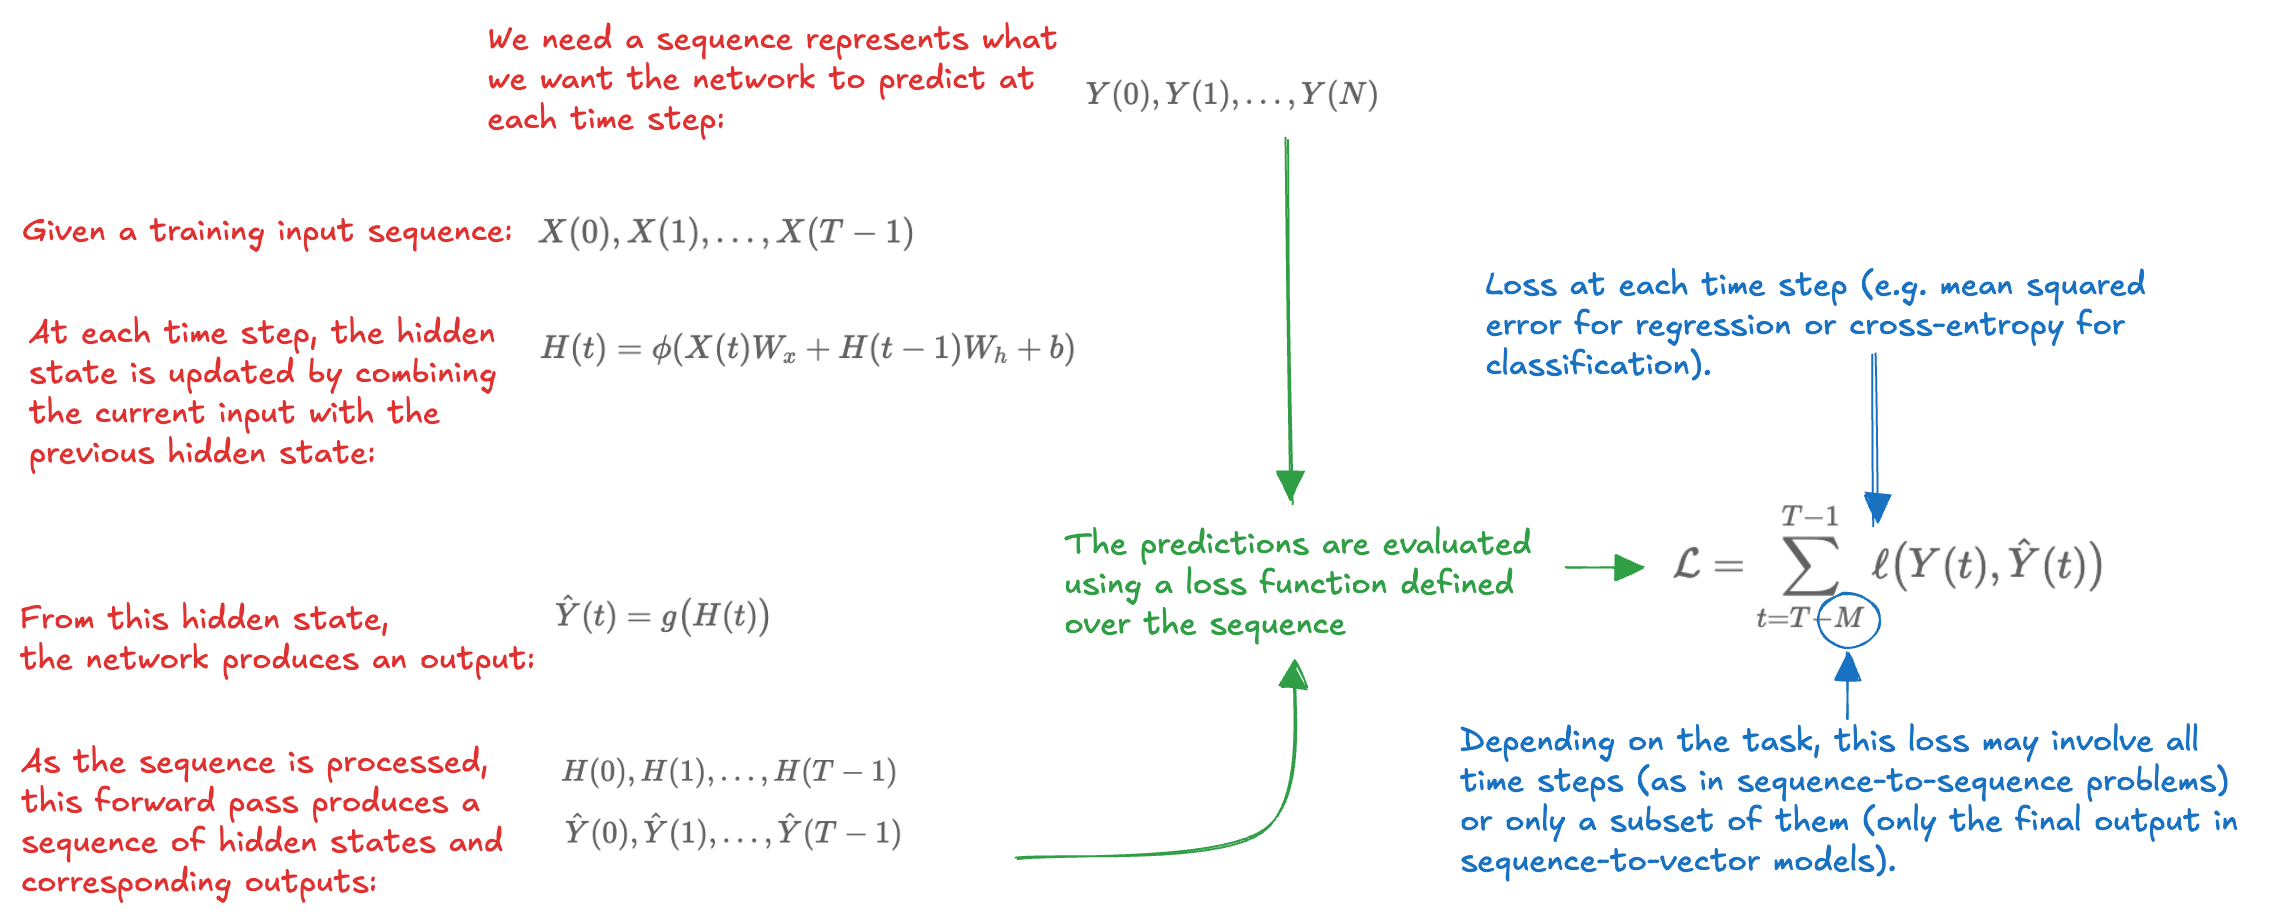 We need a sequence represents what
we want the network to predict at
each time step:
Y(0), Y(1), . . . , Y(N)
Given a training input sequence:
X(0), X(1), . . . , X(T − 1)
At each time step, the hidden
state is updated by combining
the current input with the
previous hidden state:
H(t) = ϕ(X(t)Wₓ + H(t − 1)Wₕ + b)
Loss at each time step (e.g. mean squared
error for regression or cross-entropy for
classification).
From this hidden state,
the network produces an output:
Ŷ(t) = g(H(t))
The predictions are evaluated
using a loss function defined
over the sequence
T−1
ℒ = ∑ ℓ(Y(t), Ŷ(t))
t=T−M
As the sequence is processed,
this forward pass produces a
sequence of hidden states and
corresponding outputs:
H(0), H(1), . . . , H(T − 1)
Ŷ(0), Ŷ(1), . . . , Ŷ(T − 1)
Depending on the task, this loss may involve all
time steps (as in sequence-to-sequence problems)
or only a subset of them (only the final output in
sequence-to-vector models).